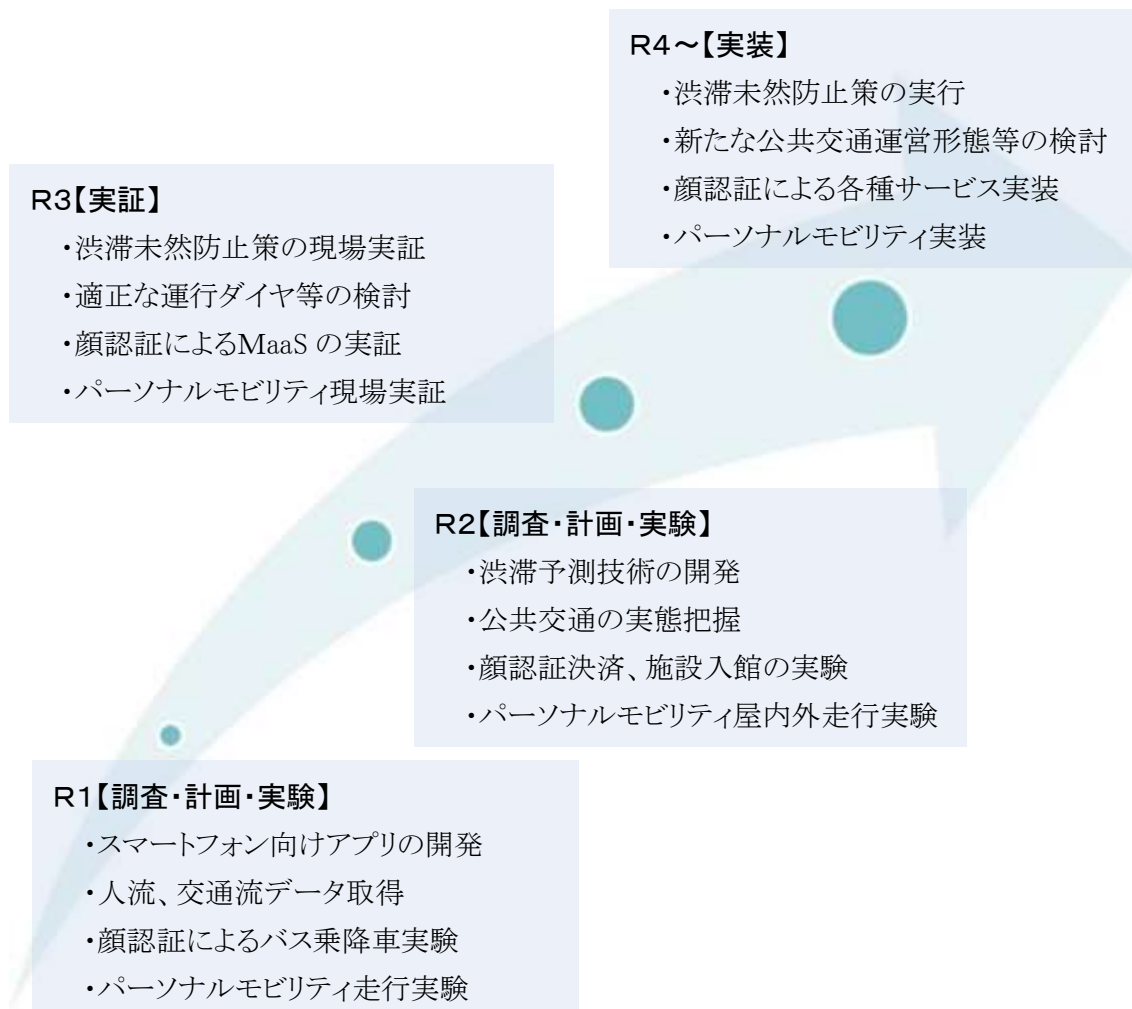 R4～【実装】
・渋滞未然防止策の実行
・新たな公共交通運営形態等の検討
・顔認証による各種サービス実装
・パーソナルモビリティ実装
R3【実証】
・渋滞未然防止策の現場実証
・適正な運行ダイヤ等の検討
・顔認証によるMaaS の実証
・パーソナルモビリティ現場実証
R2【調査・計画・実験】
・渋滞予測技術の開発
・公共交通の実態把握
・顔認証決済、施設入館の実験
・パーソナルモビリティ屋内外走行実験
R1【調査・計画・実験】
・スマートフォン向けアプリの開発
・人流、交通流データ取得
・顔認証によるバス乗降車実験
・パーソナルモビリティ走行実験